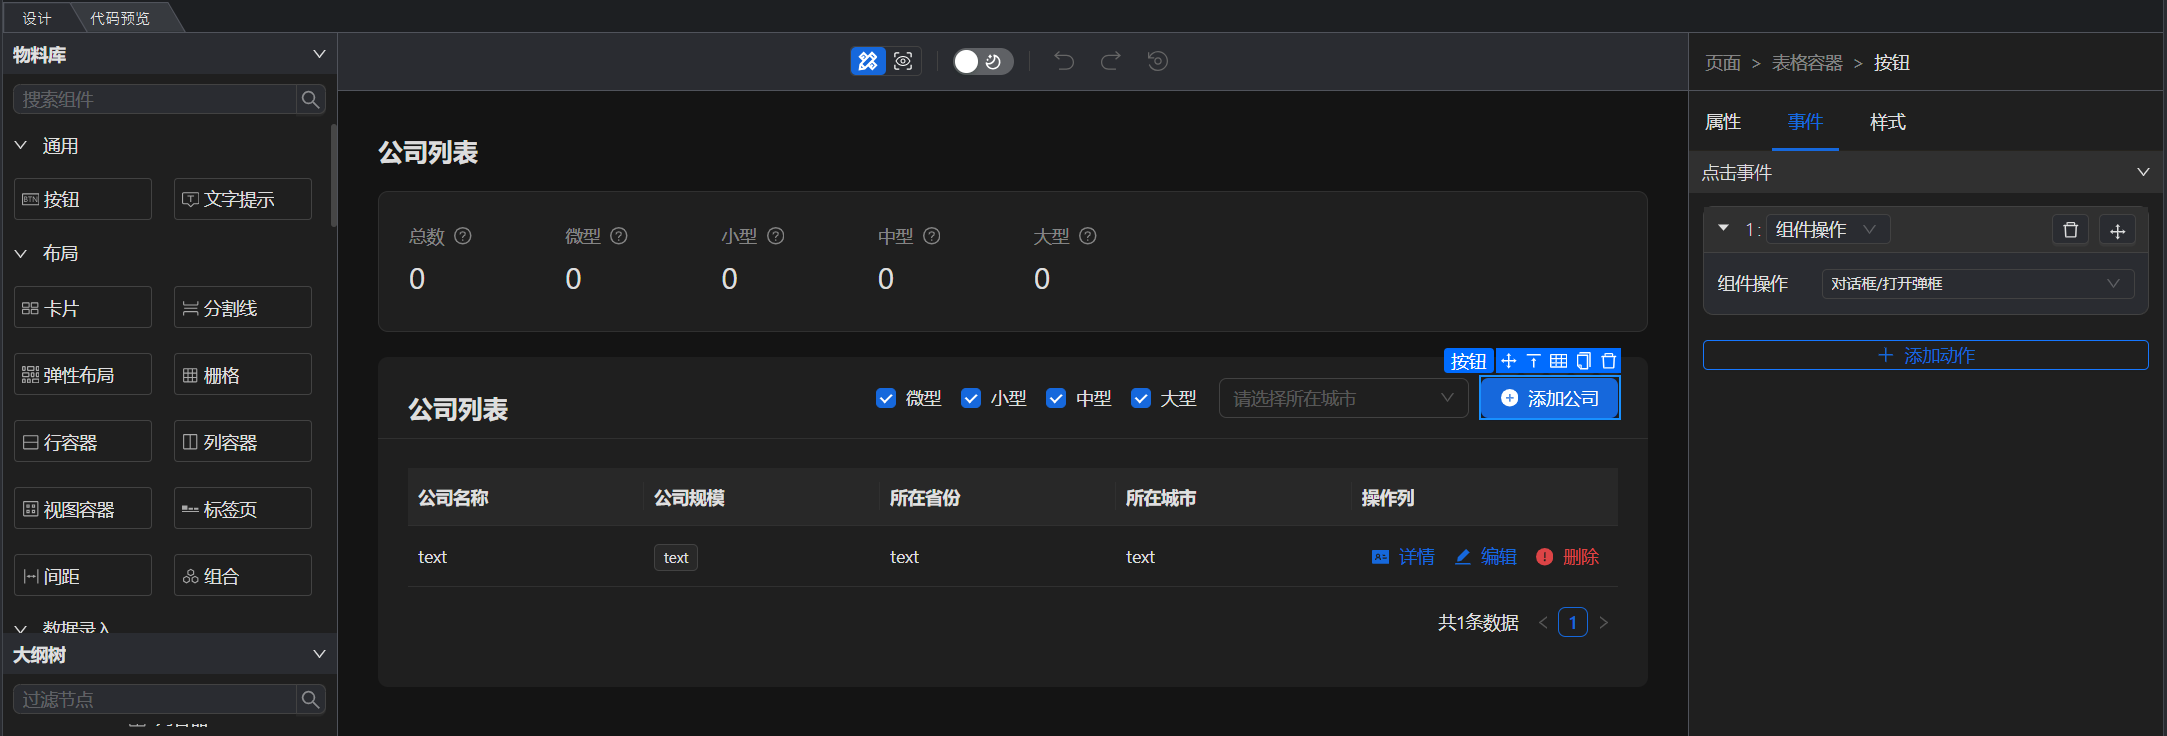 设计 代码预览
物料库
搜索组件
通用
BTN 按钮 文字提示
布局
卡片 分割线
弹性布局 栅格
行容器 列容器
视图容器 标签页
间距 组合
数据录入
大纲树
过滤节点
公司列表
总数 微型 小型 中型 大型
0 0 0 0 0
按钮
公司列表 微型 小型 中型 大型 请选择所在城市 添加公司
公司名称 公司规模 所在省份 所在城市 操作列
text text text text 详情 编辑 删除
共1条数据 < 1 >
页面 > 表格容器 > 按钮
属性 事件 样式
点击事件
1: 组件操作
组件操作 对话框/打开弹框
+ 添加动作